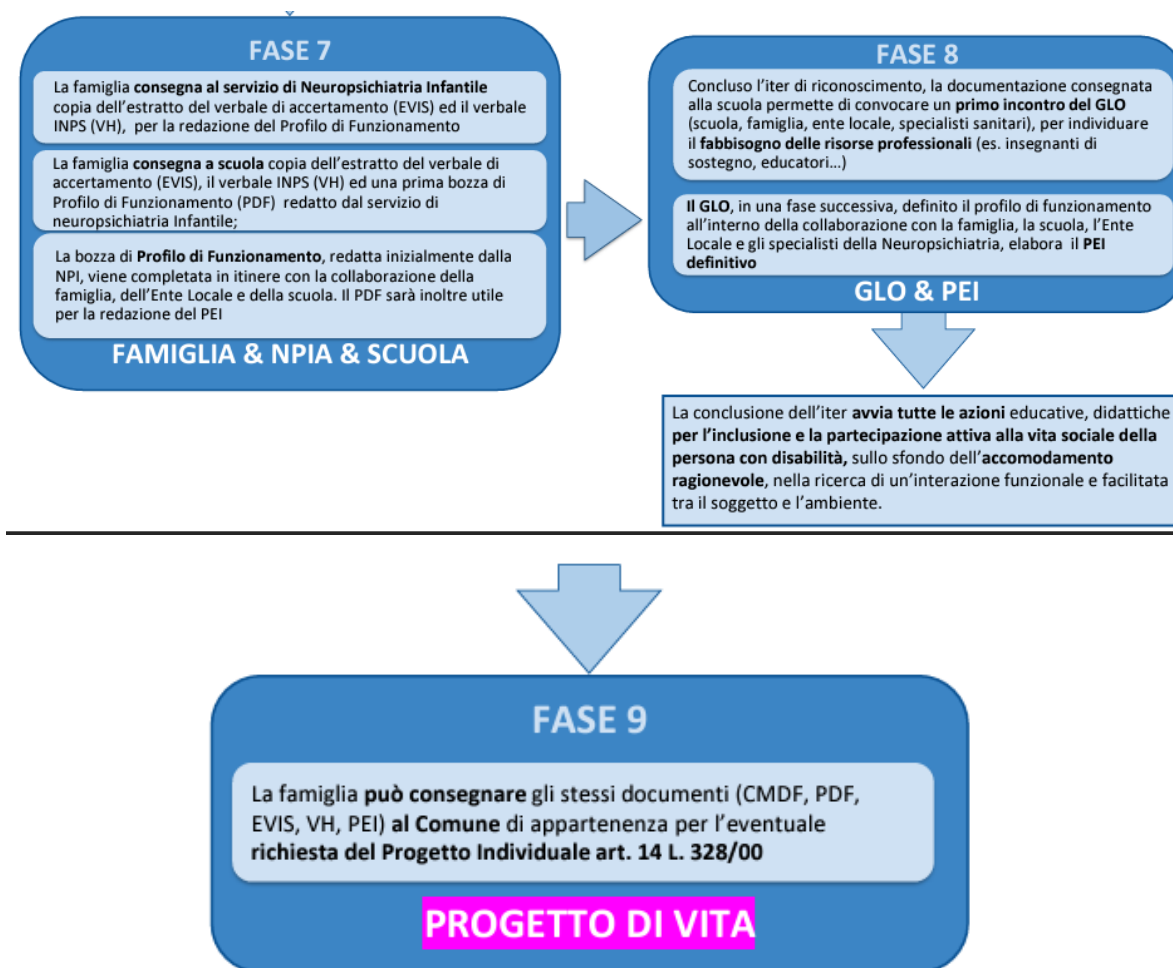 FASE 7
La famiglia consegna al servizio di Neuropsichiatria Infantile
copia dell'estratto del verbale di accertamento (EVIS) ed il verbale
INPS (VH), per la redazione del Profilo di Funzionamento
La famiglia consegna a scuola copia dell'estratto del verbale di
accertamento (EVIS), il verbale INPS (VH) ed una prima bozza di
Profilo di Funzionamento (PDF) redatto dal servizio di
neuropsichiatria Infantile;
La bozza di Profilo di Funzionamento, redatta inizialmente dalla
NPI, viene completata in itinere con la collaborazione della
famiglia, dell'Ente Locale e della scuola. Il PDF sarà inoltre utile
per la redazione del PEI
FAMIGLIA & NPIA & SCUOLA
FASE 8
Concluso l'iter di riconoscimento, la documentazione consegnata
alla scuola permette di convocare un primo incontro del GLO
(scuola, famiglia, ente locale, specialisti sanitari), per individuare
il fabbisogno delle risorse professionali (es. insegnanti di
sostegno, educatori...)
Il GLO, in una fase successiva, definito il profilo di funzionamento
all'interno della collaborazione con la famiglia, la scuola, l'Ente
Locale e gli specialisti della Neuropsichiatria, elabora il PEI
definitivo
GLO & PEI
La conclusione dell'iter avvia tutte le azioni educative, didattiche
per l'inclusione e la partecipazione attiva alla vita sociale della
persona con disabilità, sullo sfondo dell'accomodamento
ragionevole, nella ricerca di un'interazione funzionale e facilitata
tra il soggetto e l'ambiente.
FASE 9
La famiglia può consegnare gli stessi documenti (CMDF, PDF,
EVIS, VH, PEI) al Comune di appartenenza per l'eventuale
richiesta del Progetto Individuale art. 14 L. 328/00
PROGETTO DI VITA